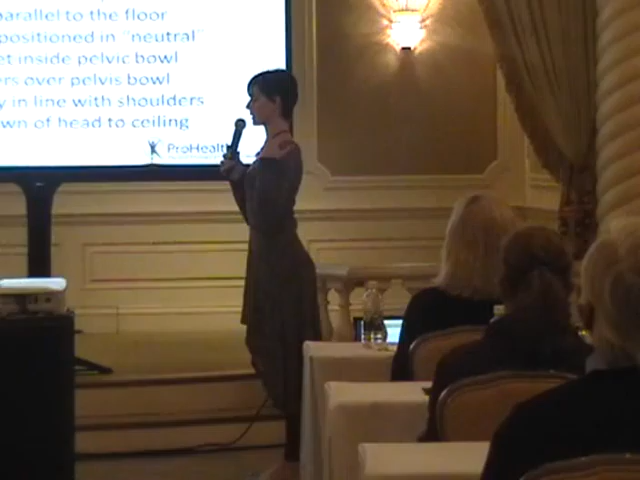 parallel to the floor
positioned in "neutral"
et inside pelvic bowl
ers over pelvis bowl
y in line with shoulders
wn of head to ceiling
ProHealth